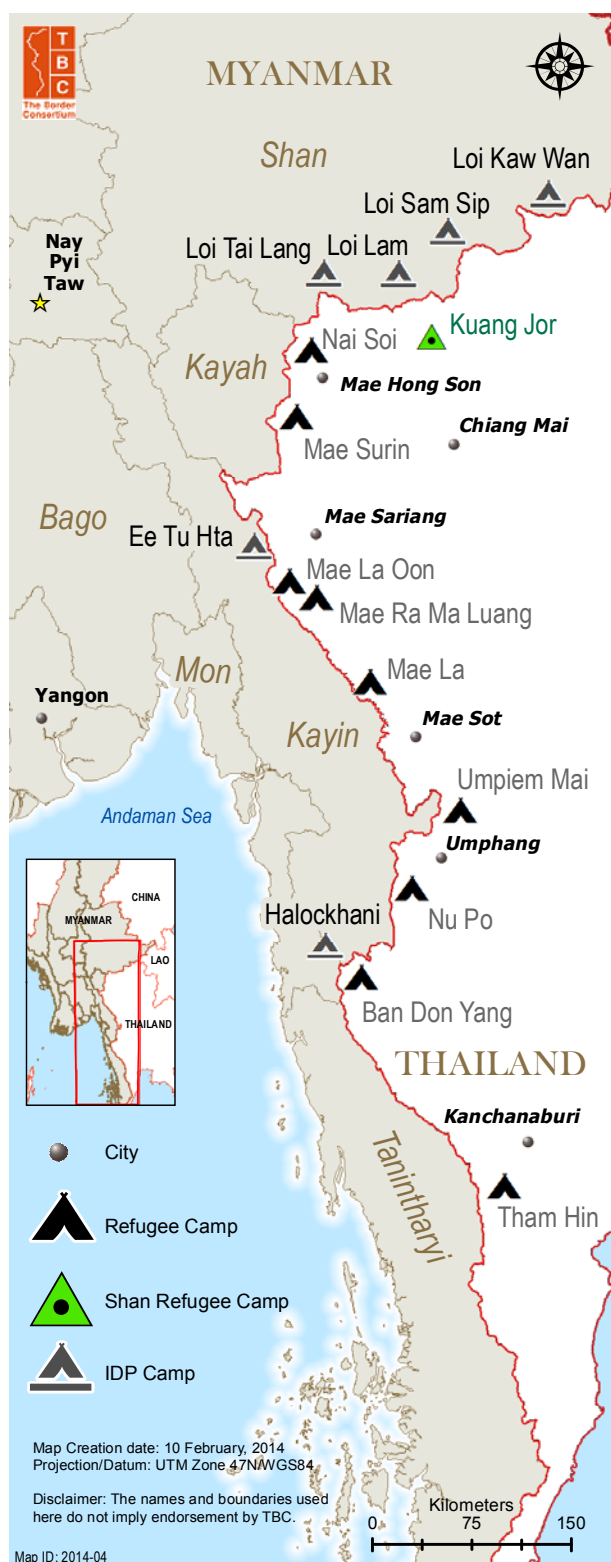 T
B
C
The Border
Consortium
MYANMAR
Shan
Loi Kaw Wan
Loi Sam Sip
Loi Tai Lang
Loi Lam
Nay
Pyi
Taw
Kuang Jor
Nai Soi
Kayah
Mae Hong Son
Chiang Mai
Mae Surin
Bago
Mae Sariang
Ee Tu Hta
Mae La Oon
Mae Ra Ma Luang
Mon
Mae La
Yangon
Kayin
Mae Sot
Umpiem Mai
Andaman Sea
Umphang
CHINA
MYANMAR
LAO
THAILAND
Halockhani
Nu Po
Ban Don Yang
THAILAND
Kanchanaburi
Tanintharyi
Tham Hin
City
Refugee Camp
Shan Refugee Camp
IDP Camp
Map Creation date: 10 February, 2014
Projection/Datum: UTM Zone 47N/WGS84
Disclaimer: The names and boundaries used
here do not imply endorsement by TBC.
Map ID: 2014-04
Kilometers
0 75 150